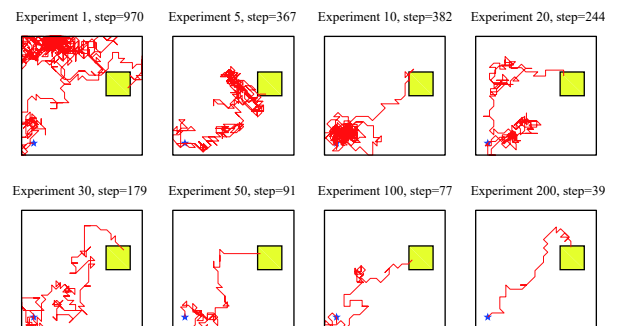 Experiment 1, step=970
Experiment 5, step=367
Experiment 10, step=382
Experiment 20, step=244
Experiment 30, step=179
Experiment 50, step=91
Experiment 100, step=77
Experiment 200, step=39